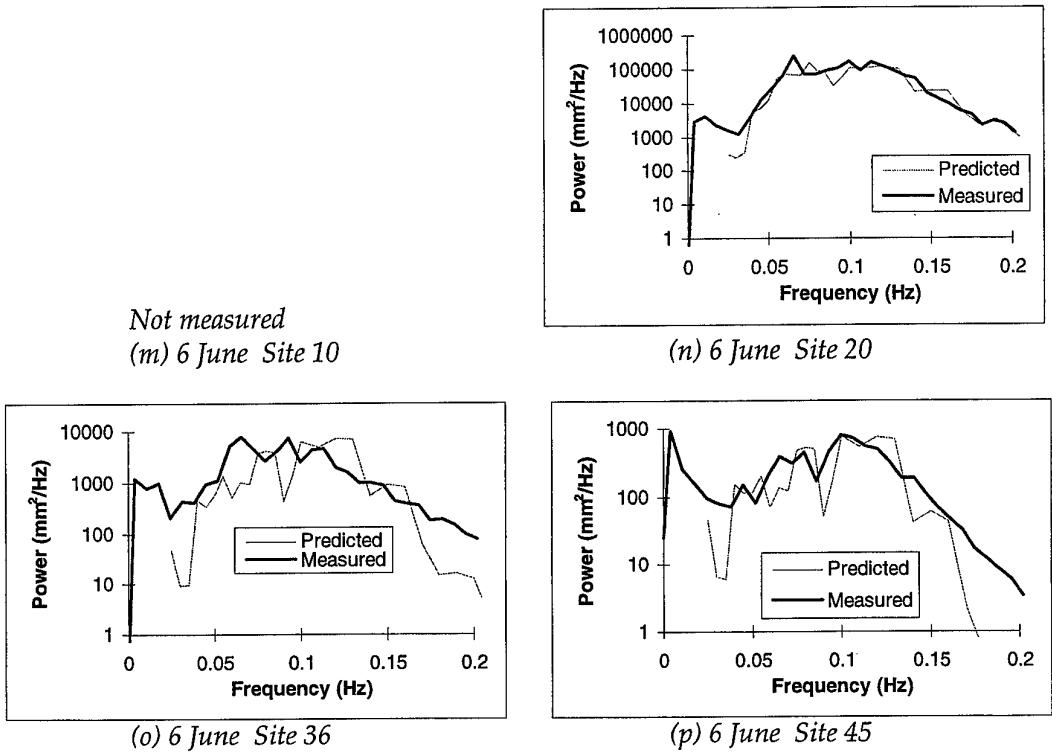 Not measured
(m) 6 June Site 10
Power (mm²/Hz)
1000000
100000
10000
1000
100
10
1
0
0.05
0.1
0.15
0.2
Frequency (Hz)
Predicted
Measured
(n) 6 June Site 20
Power (mm²/Hz)
10000
1000
100
10
1
0
0.05
0.1
0.15
0.2
Frequency (Hz)
Predicted
Measured
(o) 6 June Site 36
Power (mm²/Hz)
1000
100
10
1
0
0.05
0.1
0.15
0.2
Frequency (Hz)
Predicted
Measured
(p) 6 June Site 45